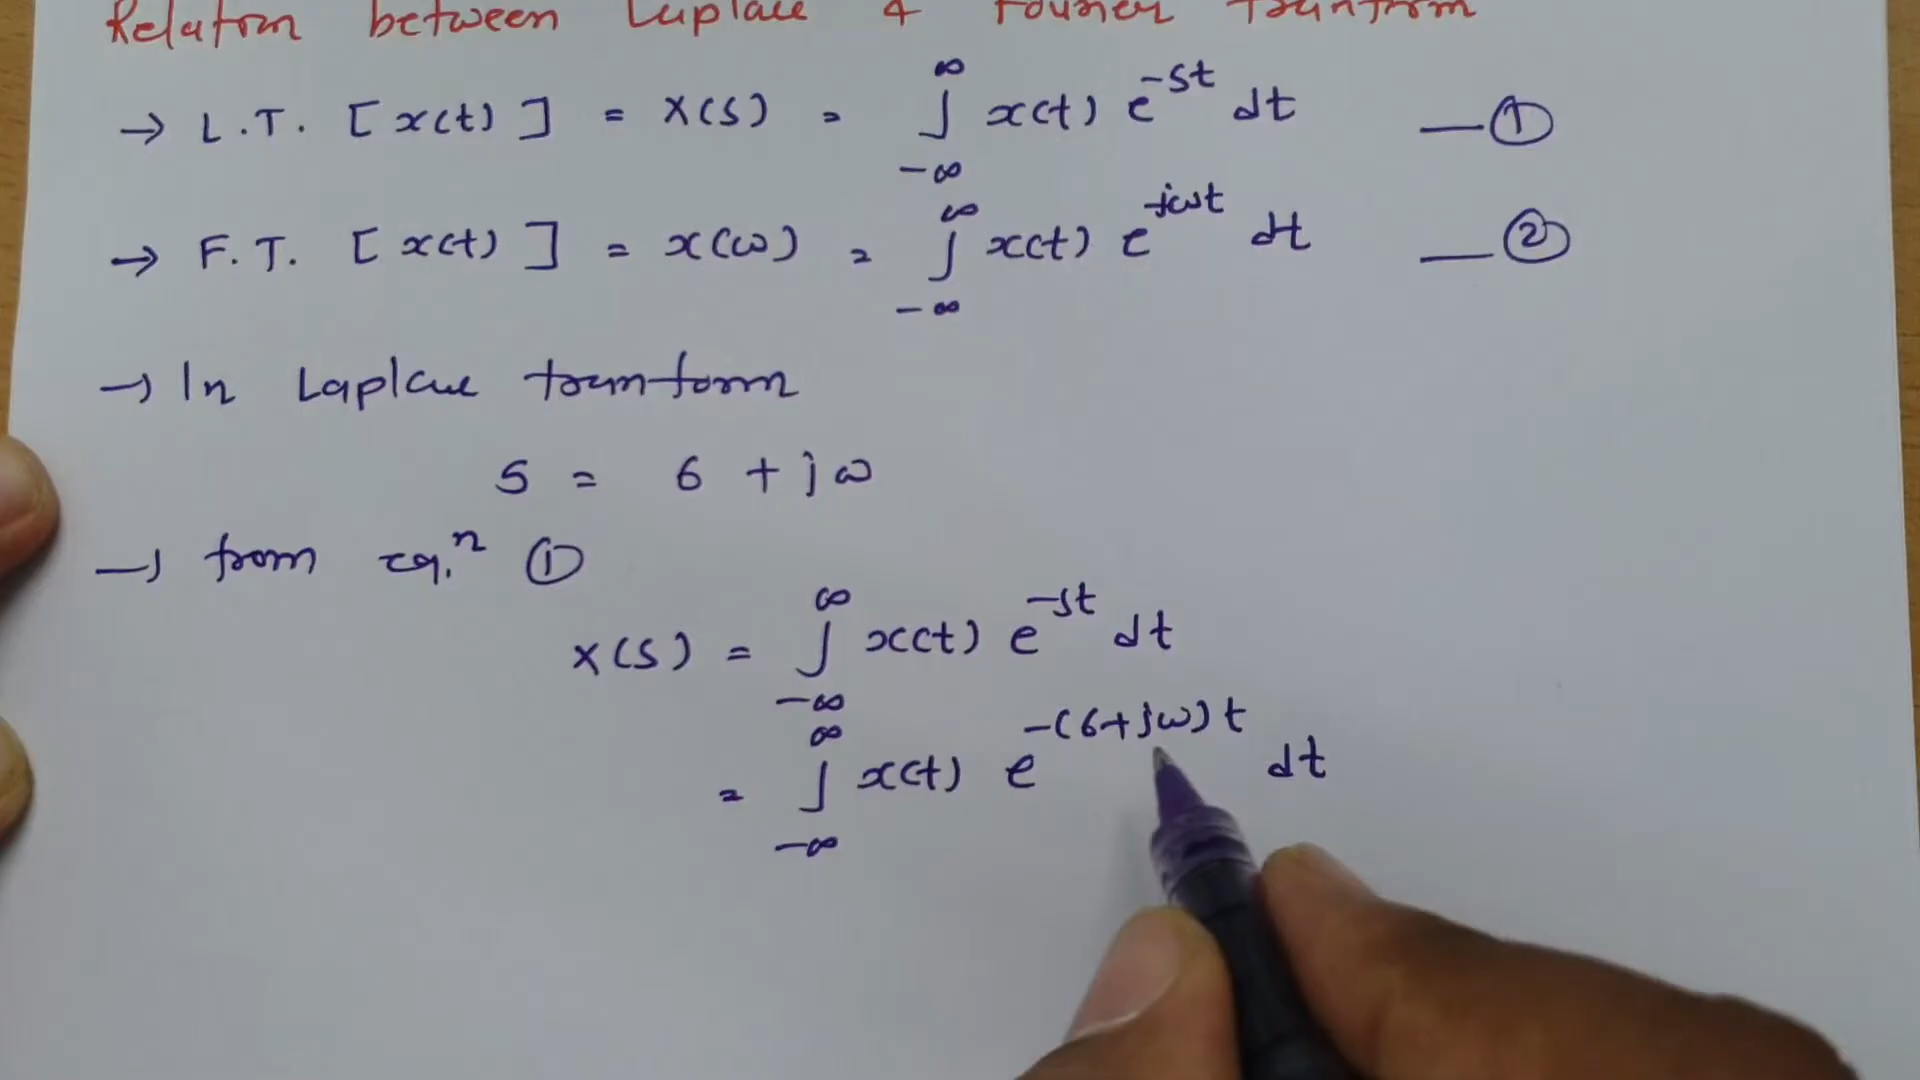 Relation between Laplace & Fourier Transform
→ L.T. [x(t)] = X(s) = ∫_{-∞}^{∞} x(t) e^{-st} dt —①
→ F.T. [x(t)] = x(ω) = ∫_{-∞}^{∞} x(t) e^{-jωt} dt —②
→ In Laplace transform
s = σ + jω
→ from eq.ⁿ ①
X(s) = ∫_{-∞}^{∞} x(t) e^{-st} dt
= ∫_{-∞}^{∞} x(t) e^{-(σ+jω)t} dt